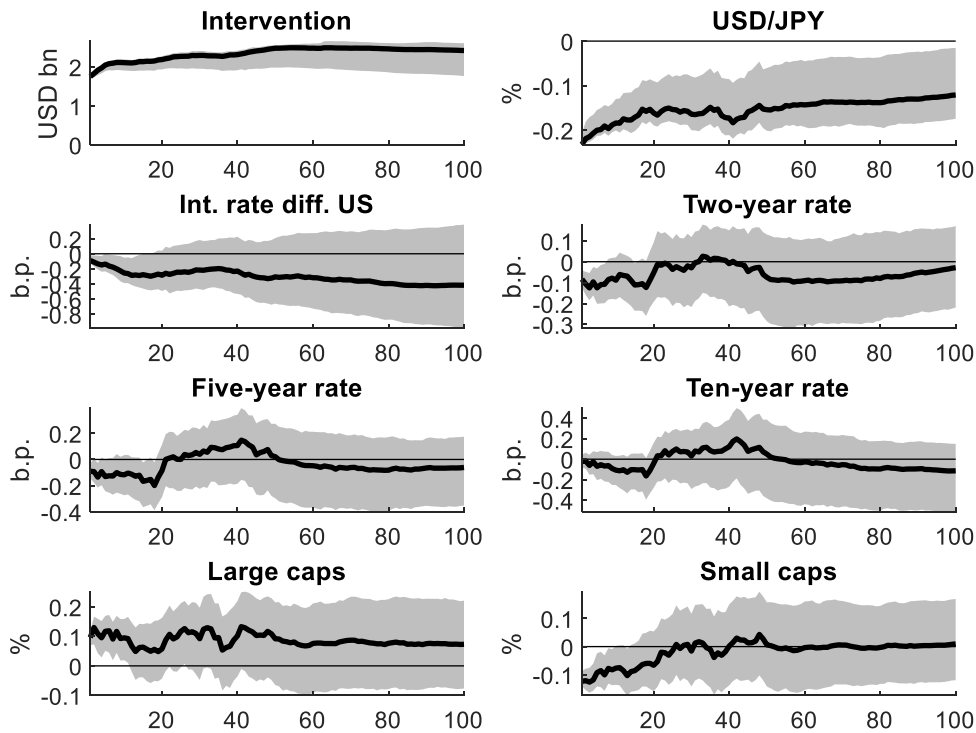 Intervention
USD bn
2
1
0
20 40 60 80 100
USD/JPY
%
0
-0.1
-0.2
20 40 60 80 100
Int. rate diff. US
b.p.
0.2
0
-0.2
-0.4
-0.6
-0.8
20 40 60 80 100
Two-year rate
b.p.
0.1
0
-0.1
-0.2
-0.3
20 40 60 80 100
Five-year rate
b.p.
0.2
0
-0.2
-0.4
20 40 60 80 100
Ten-year rate
b.p.
0.4
0.2
0
-0.2
-0.4
20 40 60 80 100
Large caps
%
0.2
0.1
0
-0.1
20 40 60 80 100
Small caps
%
0.1
0
-0.1
20 40 60 80 100